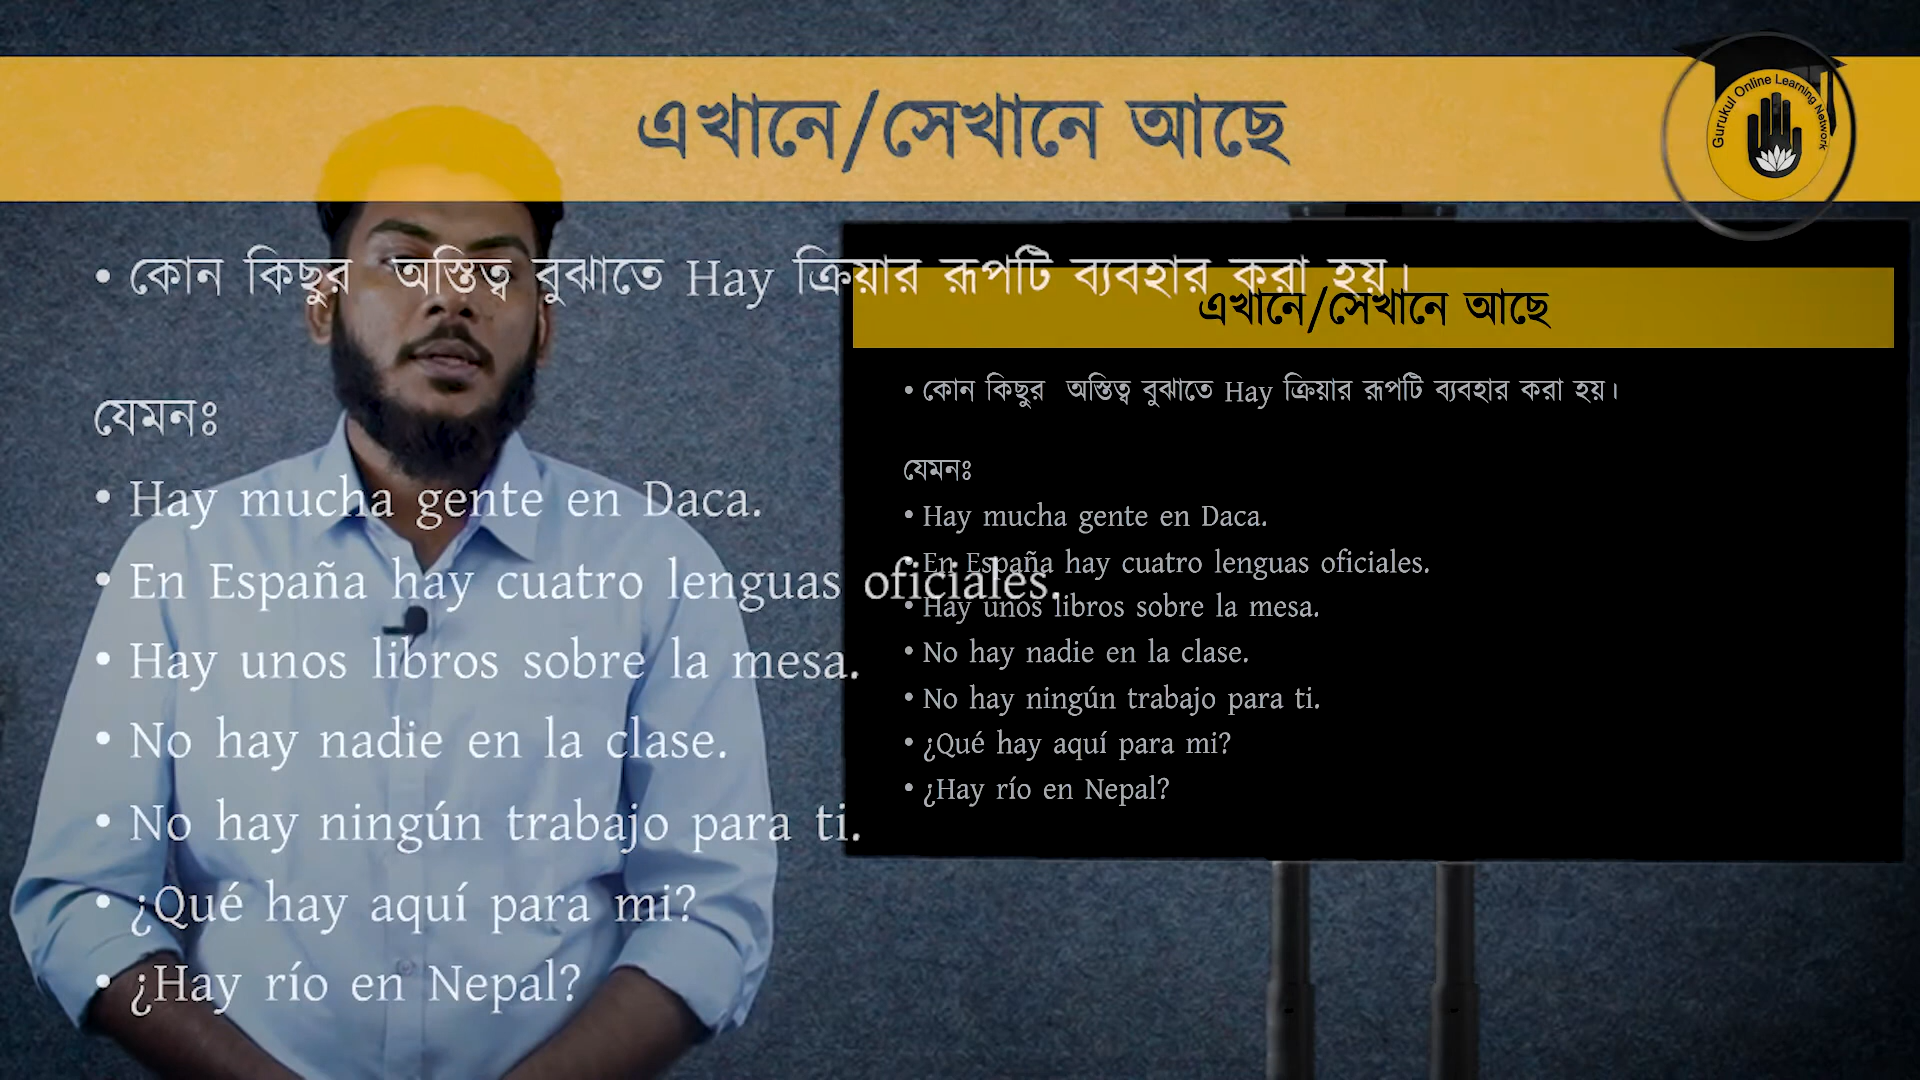 এখানে/সেখানে আছে
Gurukul Online Learning Network
• কোন কিছুর অস্তিত্ব বুঝাতে Hay ক্রিয়ার রূপটি ব্যবহার করা হয়।
যেমনঃ
• Hay mucha gente en Daca.
• En España hay cuatro lenguas oficiales.
• Hay unos libros sobre la mesa.
• No hay nadie en la clase.
• No hay ningún trabajo para ti.
• ¿Qué hay aquí para mi?
• ¿Hay río en Nepal?
এখানে/সেখানে আছে
• কোন কিছুর অস্তিত্ব বুঝাতে Hay ক্রিয়ার রূপটি ব্যবহার করা হয়।
যেমনঃ
• Hay mucha gente en Daca.
• En España hay cuatro lenguas oficiales.
• Hay unos libros sobre la mesa.
• No hay nadie en la clase.
• No hay ningún trabajo para ti.
• ¿Qué hay aquí para mi?
• ¿Hay río en Nepal?